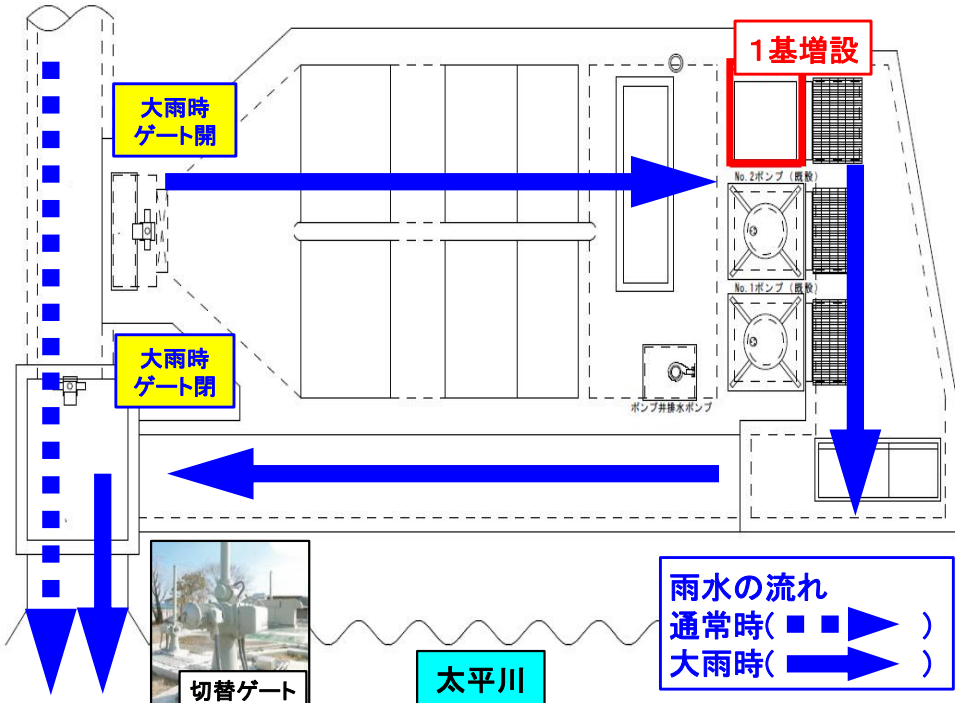 1基増設
大雨時
ゲート開
No.2ポンプ(既設)
No.1ポンプ(既設)
大雨時
ゲート閉
ポンプ井排水ポンプ
雨水の流れ
通常時( )
大雨時( )
切替ゲート
太平川